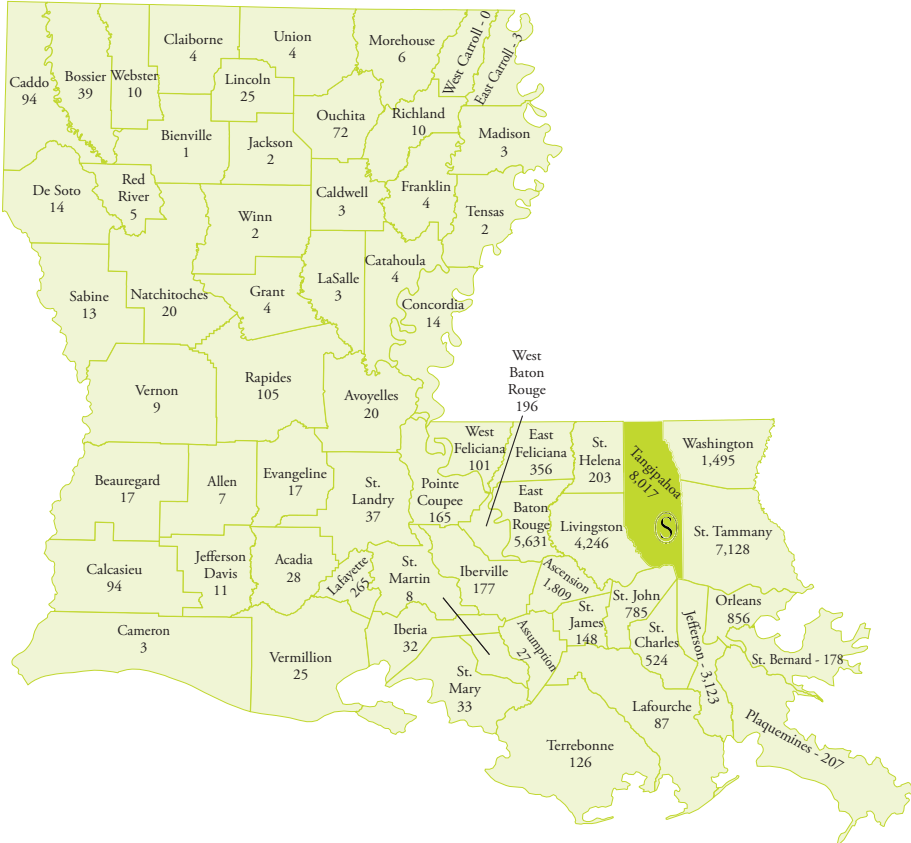 Caddo
94
Bossier
39
Webster
10
Claiborne
4
Union
4
Lincoln
25
Morehouse
6
West Carroll - 0
East Carroll - 3
Ouchita
72
Richland
10
Madison
3
Bienville
1
Jackson
2
De Soto
14
Red
River
5
Winn
2
Caldwell
3
Franklin
4
Tensas
2
Sabine
13
Natchitoches
20
Grant
4
LaSalle
3
Catahoula
4
Concordia
14
Vernon
9
Rapides
105
Avoyelles
20
West
Baton
Rouge
196
West
Feliciana
101
East
Feliciana
356
St.
Helena
203
Tangipahoa
8,017
S
Washington
1,495
Beauregard
17
Allen
7
Evangeline
17
St.
Landry
37
Pointe
Coupee
165
East
Baton
Rouge
5,631
Livingston
4,246
St. Tammany
7,128
Calcasieu
94
Jefferson
Davis
11
Acadia
28
Lafayette
265
St.
Martin
8
Iberville
177
Ascension
1,809
St. James
148
St. John
785
St.
Charles
524
Jefferson - 3,123
Orleans
856
St. Bernard - 178
Cameron
3
Vermillion
25
Iberia
32
St.
Mary
33
Assumption
27
Terrebonne
126
Lafourche
87
Plaquemines - 207